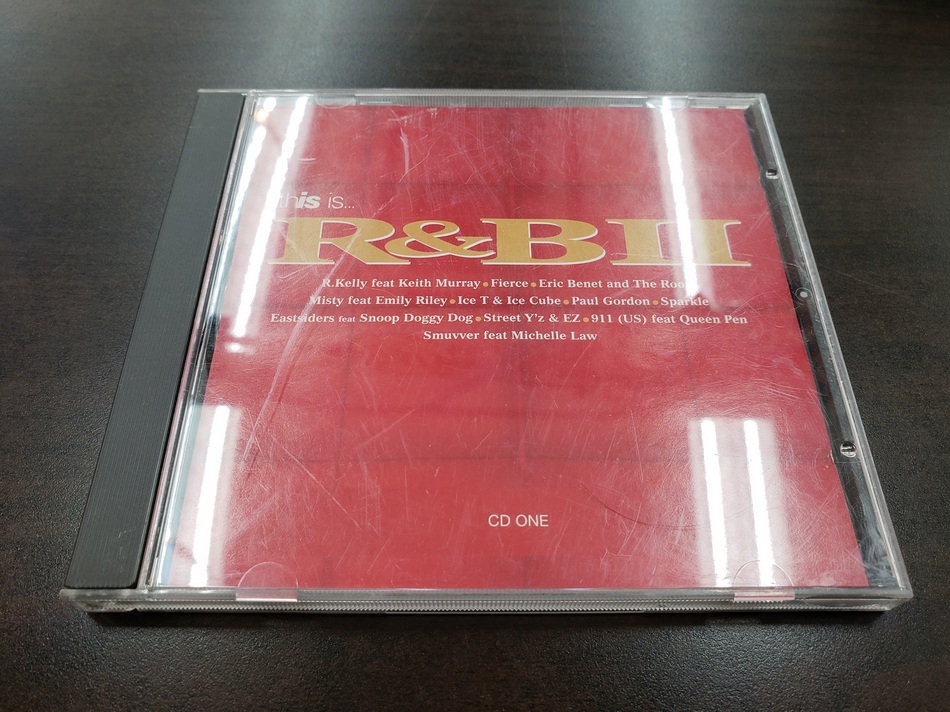 this is...
R&B II
R.Kelly feat Keith Murray • Fierce • Eric Benet and The Roots
Misty feat Emily Riley • Ice T & Ice Cube • Paul Gordon • Sparkle
Eastsiders feat Snoop Doggy Dog • Street Y'z & EZ • 911 (US) feat Queen Pen
Smuvver feat Michelle Law
CD ONE